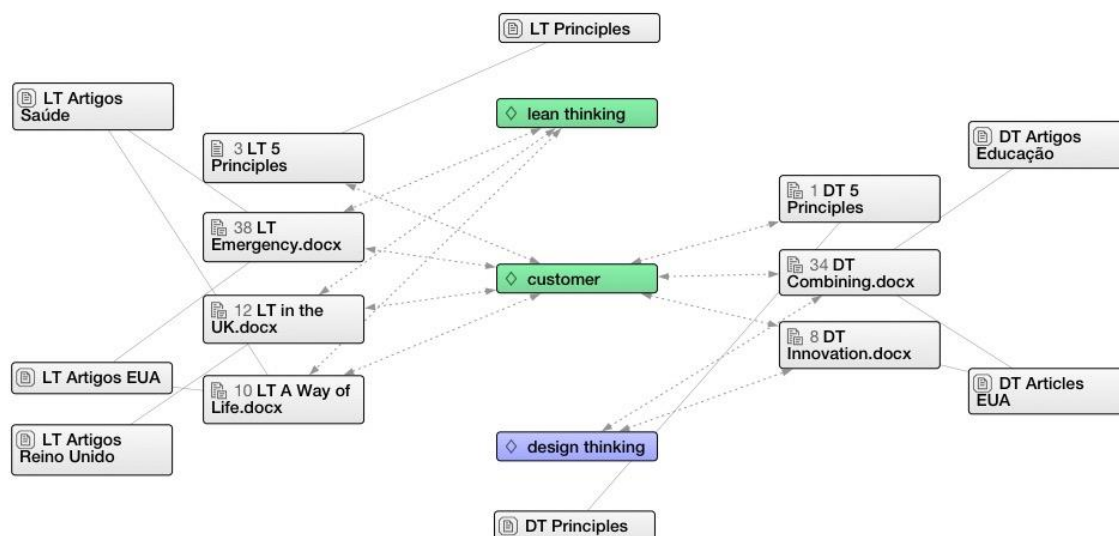 LT Principles
LT Artigos
Saúde
lean thinking
3 LT 5
Principles
DT Artigos
Educação
1 DT 5
Principles
38 LT
Emergency.docx
34 DT
Combining.docx
customer
12 LT in the
UK.docx
8 DT
Innovation.docx
LT Artigos EUA
10 LT A Way of
Life.docx
DT Articles
EUA
LT Artigos
Reino Unido
design thinking
DT Principles